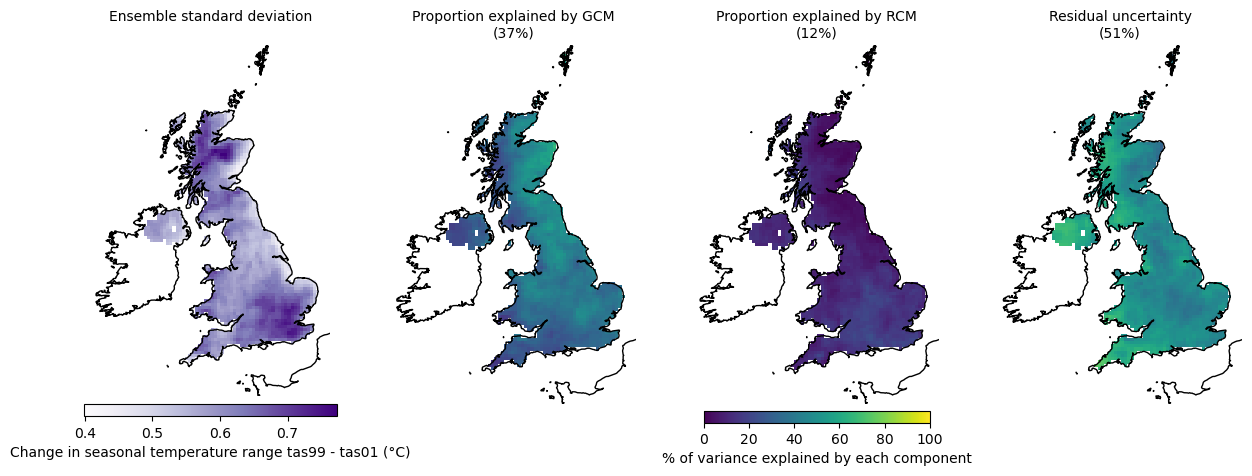 Ensemble standard deviation
Proportion explained by GCM
(37%)
Proportion explained by RCM
(12%)
Residual uncertainty
(51%)
0.4 0.5 0.6 0.7
Change in seasonal temperature range tas99 - tas01 (°C)
0 20 40 60 80 100
% of variance explained by each component